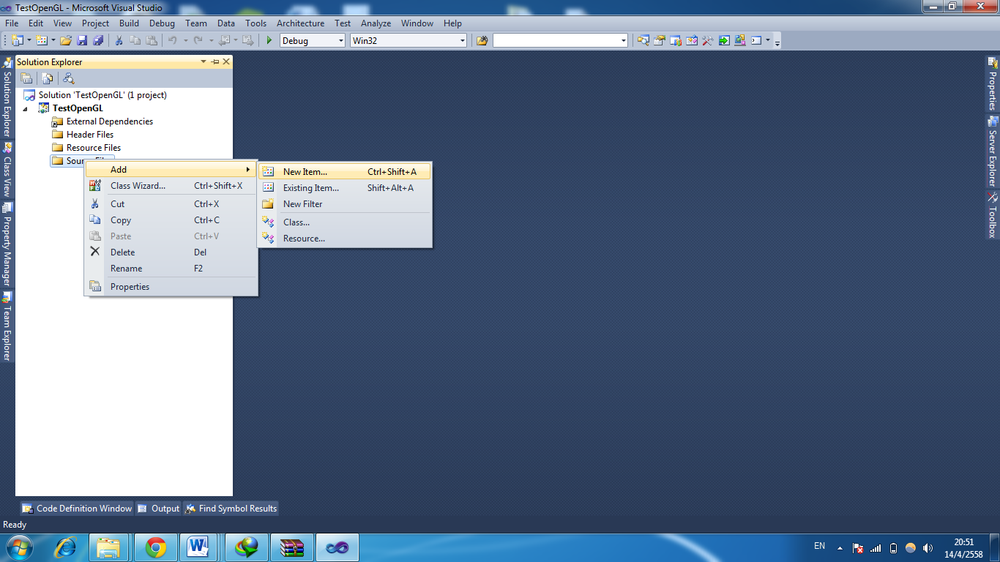 TestOpenGL - Microsoft Visual Studio
File Edit View Project Build Debug Team Data Tools Architecture Test Analyze Window Help
Debug Win32
Solution Explorer
Solution 'TestOpenGL' (1 project)
TestOpenGL
External Dependencies
Header Files
Resource Files
Add
Class Wizard... Ctrl+Shift+X
Cut Ctrl+X
Copy Ctrl+C
Paste Ctrl+V
Delete Del
Rename F2
Properties
New Item... Ctrl+Shift+A
Existing Item... Shift+Alt+A
New Filter
Class...
Resource...
Solution Explorer
Class View
Property Manager
Team Explorer
Properties
Server Explorer
Toolbox
Code Definition Window Output Find Symbol Results
Ready
EN
20:51
14/4/2558